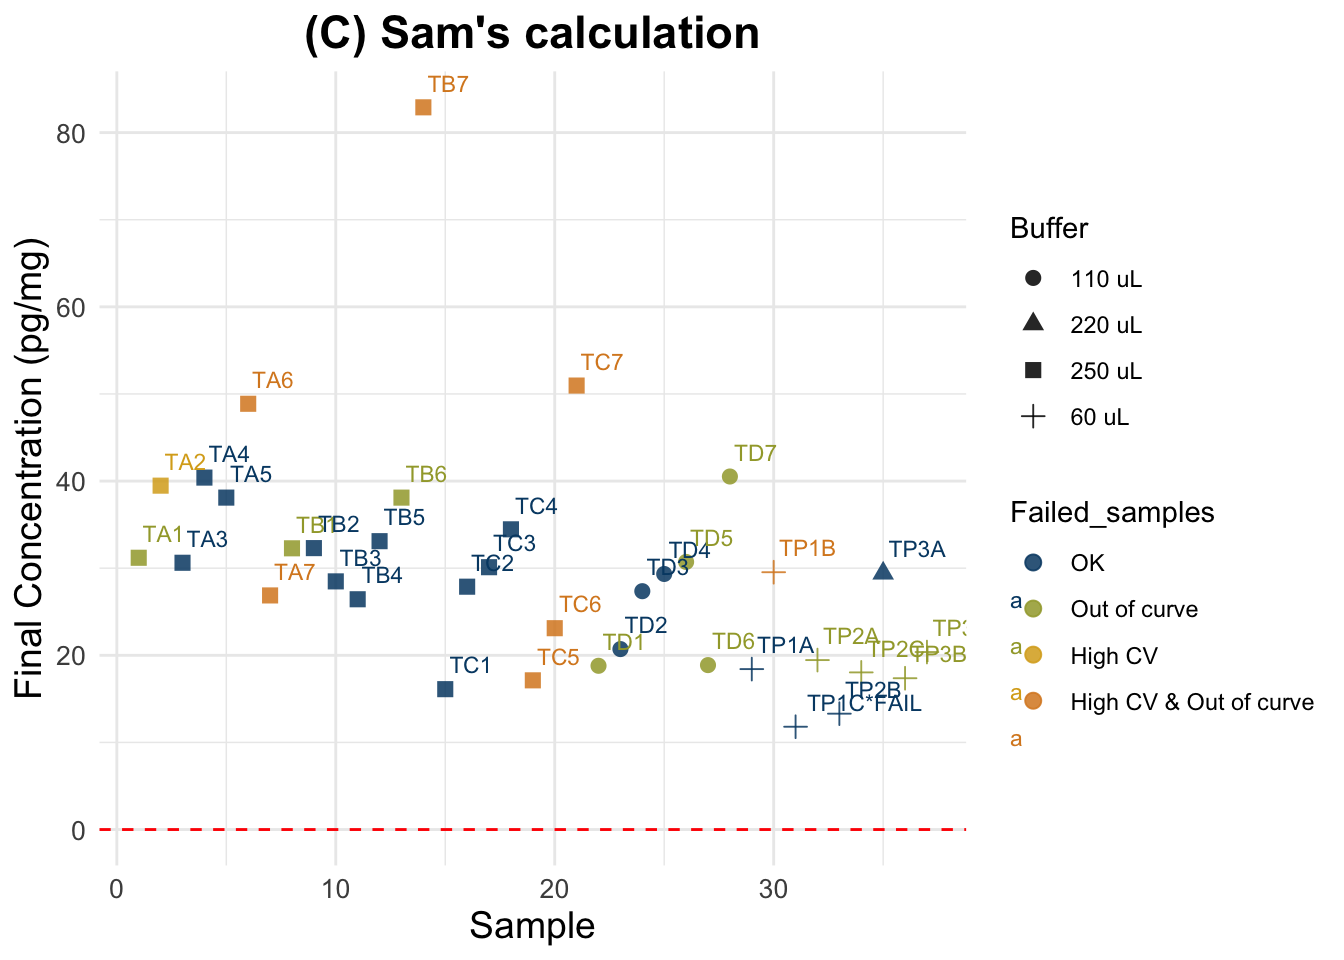 (C) Sam's calculation
Final Concentration (pg/mg)
80
60
40
20
0
0
10
20
30
Sample
TB7
TC7
TA6
TD7
TA4
TA2
TA5
TB6
TC4
TB5
TB2
TB1
TA1
TA3
TC3
TD5
TD4
TP1B
TP3A
TB3
TC2
TD3
TB4
TA7
TC6
TD2
TD1
TD6
TP1A
TP2A
TP2C
TP3B
TP3
TC5
TC1
TP2B
TP1C*FAIL
Buffer
110 uL
220 uL
250 uL
60 uL
Failed_samples
OK
a
Out of curve
a
High CV
a
High CV & Out of curve
a